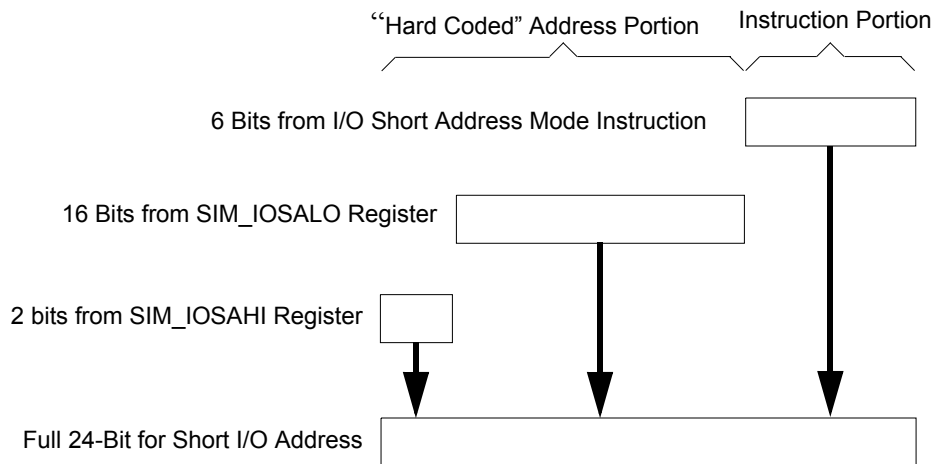 “Hard Coded” Address Portion
Instruction Portion
6 Bits from I/O Short Address Mode Instruction
16 Bits from SIM_IOSALO Register
2 bits from SIM_IOSAHI Register
Full 24-Bit for Short I/O Address